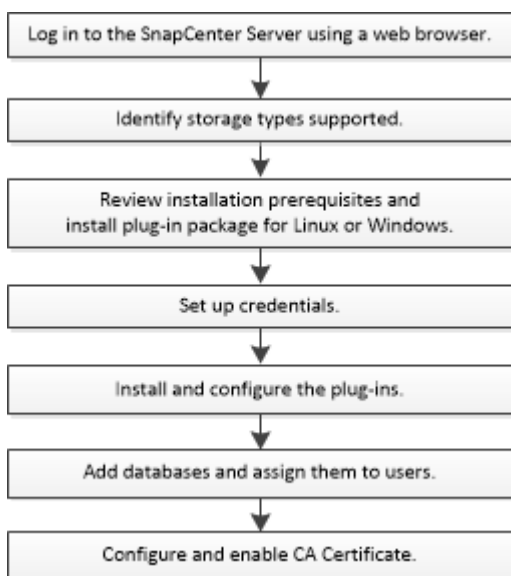 Log in to the SnapCenter Server using a web browser.
Identify storage types supported.
Review installation prerequisites and
install plug-in package for Linux or Windows.
Set up credentials.
Install and configure the plug-ins.
Add databases and assign them to users.
Configure and enable CA Certificate.